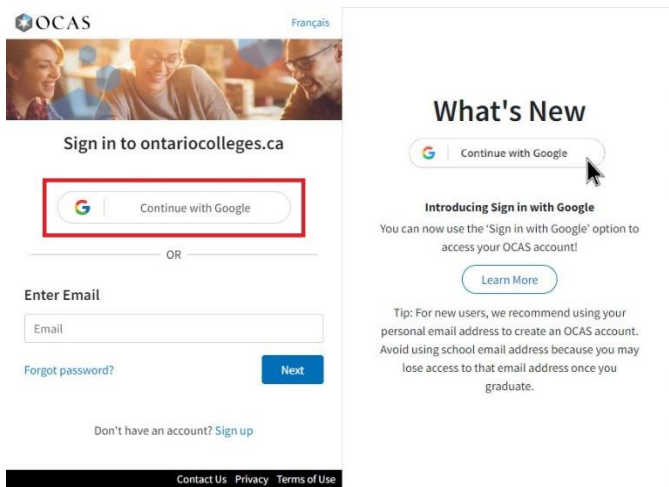 OCAS
Français
Sign in to ontariocolleges.ca
Continue with Google
OR
Enter Email
Email
Forgot password?
Next
Don't have an account? Sign up
Contact Us Privacy Terms of Use
What's New
Continue with Google
Introducing Sign in with Google
You can now use the 'Sign in with Google' option to
access your OCAS account!
Learn More
Tip: For new users, we recommend using your
personal email address to create an OCAS account.
Avoid using school email address because you may
lose access to that email address once you
graduate.